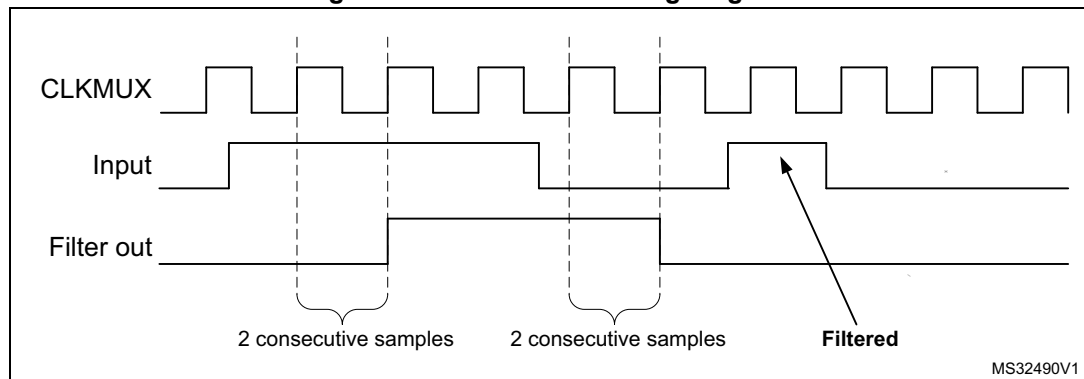 CLKMUX
Input
Filter out
2 consecutive samples
2 consecutive samples
Filtered
MS32490V1